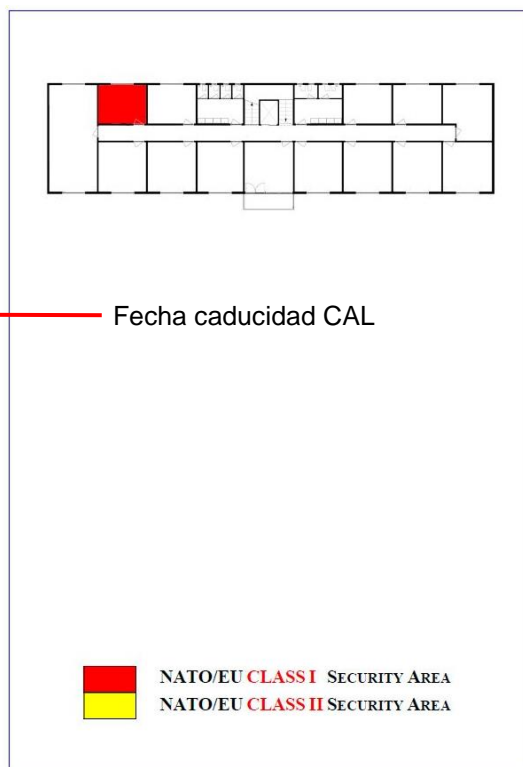 Fecha caducidad CAL
NATO/EU CLASS I SECURITY AREA
NATO/EU CLASS II SECURITY AREA